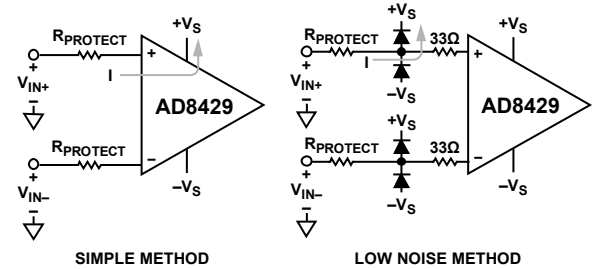 +VS
RPROTECT
+
+
VIN+
–
I
AD8429
RPROTECT
–
+
VIN–
–
–VS
SIMPLE METHOD
+VS
RPROTECT
33Ω
+VS
+
I
+
VIN+
–
–VS
AD8429
+VS
RPROTECT
33Ω
–
+
VIN–
–
–VS
–VS
LOW NOISE METHOD